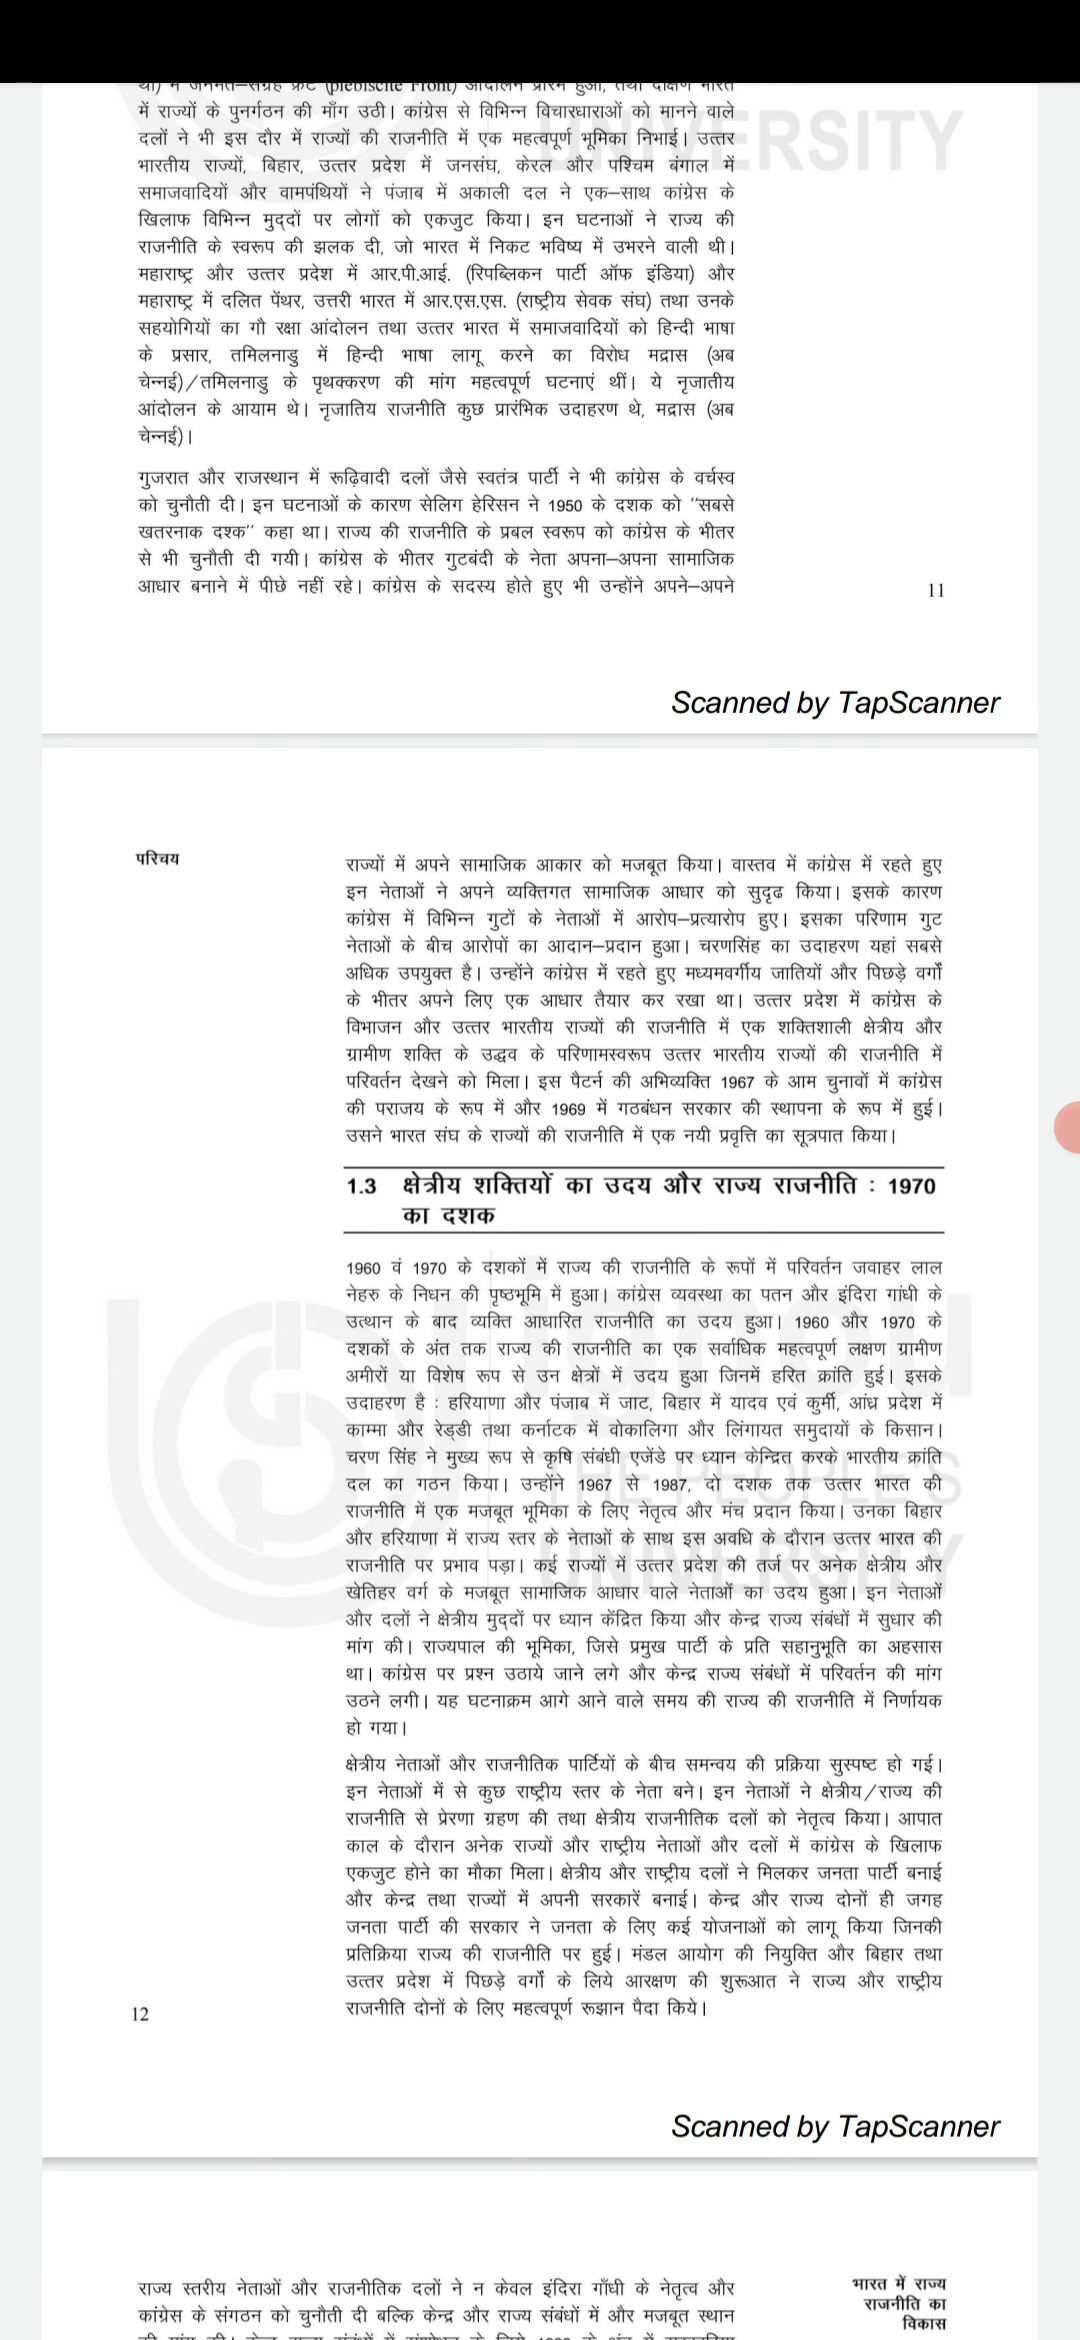 में राज्यों के पुनर्गठन की माँग उठी। कांग्रेस से विभिन्न विचारधाराओं को मानने वाले
दलों ने भी इस दौर में राज्यों की राजनीति में एक महत्वपूर्ण भूमिका निभाई। उत्तर
भारतीय राज्यों, बिहार, उत्तर प्रदेश में जनसंघ, केरल और पश्चिम बंगाल में
समाजवादियों और वामपंथियों ने पंजाब में अकाली दल ने एक–साथ कांग्रेस के
खिलाफ विभिन्न मुद्दों पर लोगों को एकजुट किया। इन घटनाओं ने राज्य की
राजनीति के स्वरूप की झलक दी, जो भारत में निकट भविष्य में उभरने वाली थी।
महाराष्ट्र और उत्तर प्रदेश में आर.पी.आई. (रिपब्लिकन पार्टी ऑफ इंडिया) और
महाराष्ट्र में दलित पेंथर, उत्तरी भारत में आर.एस.एस. (राष्ट्रीय सेवक संघ) तथा उनके
सहयोगियों का गौ रक्षा आंदोलन तथा उत्तर भारत में समाजवादियों को हिन्दी भाषा
के प्रसार, तमिलनाडु में हिन्दी भाषा लागू करने का विरोध मद्रास (अब
चेन्नई)/तमिलनाडु के पृथक्करण की मांग महत्वपूर्ण घटनाएं थीं। ये नृजातीय
आंदोलन के आयाम थे। नृजातिय राजनीति कुछ प्रारंभिक उदाहरण थे, मद्रास (अब
चेन्नई)।
गुजरात और राजस्थान में रूढ़िवादी दलों जैसे स्वतंत्र पार्टी ने भी कांग्रेस के वर्चस्व
को चुनौती दी। इन घटनाओं के कारण सेलिग हेरिसन ने 1950 के दशक को ‘‘सबसे
खतरनाक दश्क’’ कहा था। राज्य की राजनीति के प्रबल स्वरूप को कांग्रेस के भीतर
से भी चुनौती दी गयी। कांग्रेस के भीतर गुटबंदी के नेता अपना–अपना सामाजिक
आधार बनाने में पीछे नहीं रहे। कांग्रेस के सदस्य होते हुए भी उन्होंने अपने–अपने
11
Scanned by TapScanner
परिचय
राज्यों में अपने सामाजिक आकार को मजबूत किया। वास्तव में कांग्रेस में रहते हुए
इन नेताओं ने अपने व्यक्तिगत सामाजिक आधार को सुदृढ किया। इसके कारण
कांग्रेस में विभिन्न गुटों के नेताओं में आरोप–प्रत्यारोप हुए। इसका परिणाम गुट
नेताओं के बीच आरोपों का आदान–प्रदान हुआ। चरणसिंह का उदाहरण यहां सबसे
अधिक उपयुक्त है। उन्होंने कांग्रेस में रहते हुए मध्यमवर्गीय जातियों और पिछड़े वर्गों
के भीतर अपने लिए एक आधार तैयार कर रखा था। उत्तर प्रदेश में कांग्रेस के
विभाजन और उत्तर भारतीय राज्यों की राजनीति में एक शक्तिशाली क्षेत्रीय और
ग्रामीण शक्ति के उद्भव के परिणामस्वरूप उत्तर भारतीय राज्यों की राजनीति में
परिवर्तन देखने को मिला। इस पैटर्न की अभिव्यक्ति 1967 के आम चुनावों में कांग्रेस
की पराजय के रूप में और 1969 में गठबंधन सरकार की स्थापना के रूप में हुई।
उसने भारत संघ के राज्यों की राजनीति में एक नयी प्रवृत्ति का सूत्रपात किया।
1.3 क्षेत्रीय शक्तियों का उदय और राज्य राजनीति : 1970
का दशक
1960 वं 1970 के दशकों में राज्य की राजनीति के रूपों में परिवर्तन जवाहर लाल
नेहरु के निधन की पृष्ठभूमि में हुआ। कांग्रेस व्यवस्था का पतन और इंदिरा गांधी के
उत्थान के बाद व्यक्ति आधारित राजनीति का उदय हुआ। 1960 और 1970 के
दशकों के अंत तक राज्य की राजनीति का एक सर्वाधिक महत्वपूर्ण लक्षण ग्रामीण
अमीरों या विशेष रूप से उन क्षेत्रों में उदय हुआ जिनमें हरित क्रांति हुई। इसके
उदाहरण है : हरियाणा और पंजाब में जाट, बिहार में यादव एवं कुर्मी, आंध्र प्रदेश में
काम्मा और रेड्डी तथा कर्नाटक में वोकालिगा और लिंगायत समुदायों के किसान।
चरण सिंह ने मुख्य रूप से कृषि संबंधी एजेंडे पर ध्यान केन्द्रित करके भारतीय क्रांति
दल का गठन किया। उन्होंने 1967 से 1987, दो दशक तक उत्तर भारत की
राजनीति में एक मजबूत भूमिका के लिए नेतृत्व और मंच प्रदान किया। उनका बिहार
और हरियाणा में राज्य स्तर के नेताओं के साथ इस अवधि के दौरान उत्तर भारत की
राजनीति पर प्रभाव पड़ा। कई राज्यों में उत्तर प्रदेश की तर्ज पर अनेक क्षेत्रीय और
खेतिहर वर्ग के मजबूत सामाजिक आधार वाले नेताओं का उदय हुआ। इन नेताओं
और दलों ने क्षेत्रीय मुद्दों पर ध्यान केंद्रित किया और केन्द्र राज्य संबंधों में सुधार की
मांग की। राज्यपाल की भूमिका, जिसे प्रमुख पार्टी के प्रति सहानुभूति का अहसास
था। कांग्रेस पर प्रश्न उठाये जाने लगे और केन्द्र राज्य संबंधों में परिवर्तन की मांग
उठने लगी। यह घटनाक्रम आगे आने वाले समय की राज्य की राजनीति में निर्णायक
हो गया।
क्षेत्रीय नेताओं और राजनीतिक पार्टियों के बीच समन्वय की प्रक्रिया सुस्पष्ट हो गई।
इन नेताओं में से कुछ राष्ट्रीय स्तर के नेता बने। इन नेताओं ने क्षेत्रीय/राज्य की
राजनीति से प्रेरणा ग्रहण की तथा क्षेत्रीय राजनीतिक दलों को नेतृत्व किया। आपात
काल के दौरान अनेक राज्यों और राष्ट्रीय नेताओं और दलों में कांग्रेस के खिलाफ
एकजुट होने का मौका मिला। क्षेत्रीय और राष्ट्रीय दलों ने मिलकर जनता पार्टी बनाई
और केन्द्र तथा राज्यों में अपनी सरकारें बनाई। केन्द्र और राज्य दोनों ही जगह
जनता पार्टी की सरकार ने जनता के लिए कई योजनाओं को लागू किया जिनकी
प्रतिक्रिया राज्य की राजनीति पर हुई। मंडल आयोग की नियुक्ति और बिहार तथा
उत्तर प्रदेश में पिछड़े वर्गों के लिये आरक्षण की शुरूआत ने राज्य और राष्ट्रीय
राजनीति दोनों के लिए महत्वपूर्ण रूझान पैदा किये।
12
Scanned by TapScanner
राज्य स्तरीय नेताओं और राजनीतिक दलों ने न केवल इंदिरा गाँधी के नेतृत्व और
कांग्रेस के संगठन को चुनौती दी बल्कि केन्द्र और राज्य संबंधों में और मजबूत स्थान
भारत में राज्य
राजनीति का
विकास